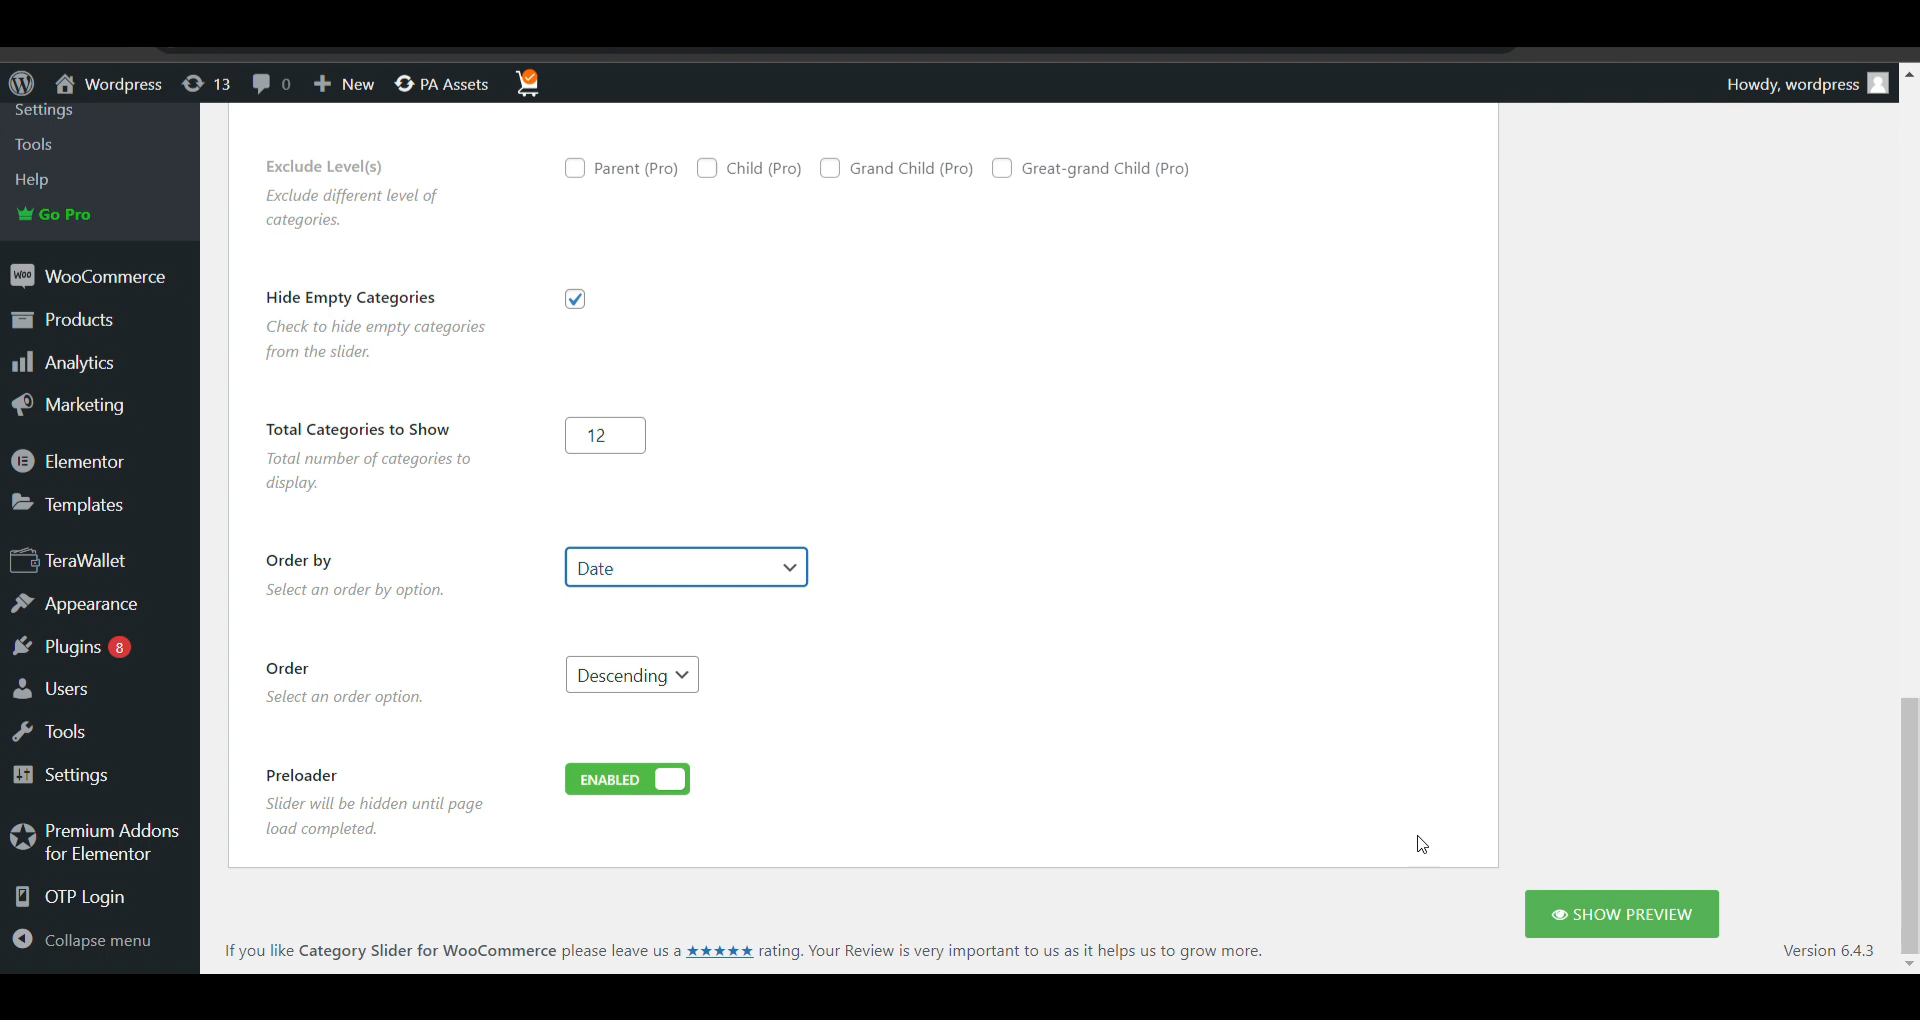 Wordpress 13 0 New PA Assets Howdy, wordpress
Settings
Tools
Help
Go Pro
WooCommerce
Products
Analytics
Marketing
Elementor
Templates
TeraWallet
Appearance
Plugins 8
Users
Tools
Settings
Premium Addons
for Elementor
OTP Login
Collapse menu
Exclude Level(s)
Exclude different level of
categories.
Parent (Pro) Child (Pro) Grand Child (Pro) Great-grand Child (Pro)
Hide Empty Categories
Check to hide empty categories
from the slider.
Total Categories to Show
Total number of categories to
display.
12
Order by
Select an order by option.
Date
Order
Select an order option.
Descending
Preloader
Slider will be hidden until page
load completed.
ENABLED
SHOW PREVIEW
If you like Category Slider for WooCommerce please leave us a ★★★★★ rating. Your Review is very important to us as it helps us to grow more.
Version 6.4.3